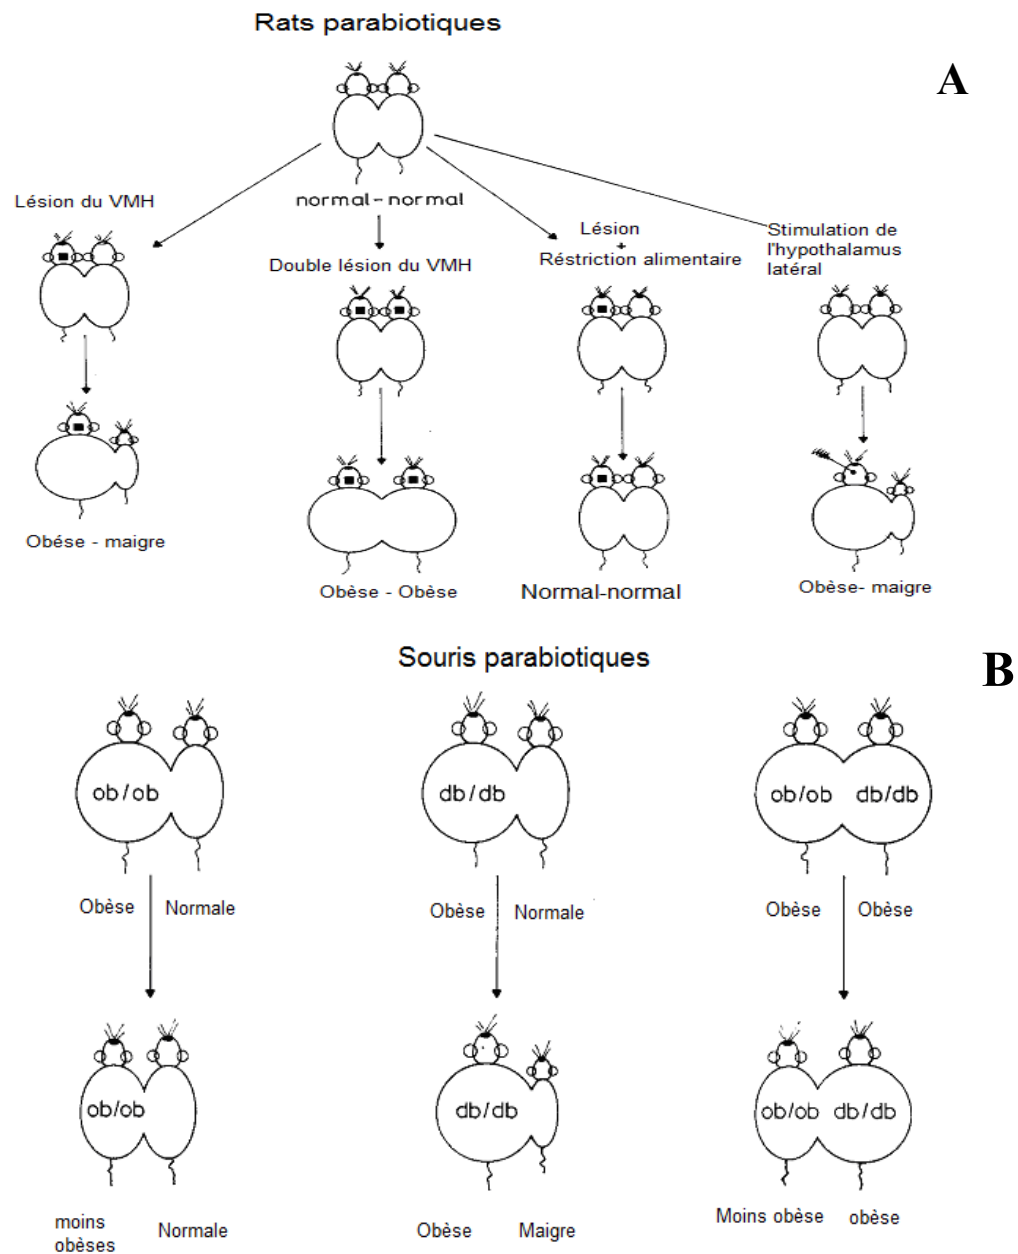 Rats parabiotiques
A
normal-normal
Lésion du VMH
Obése - maigre
Double lésion du VMH
Obèse - Obèse
Lésion
+
Réstriction alimentaire
Normal-normal
Stimulation de
l'hypothalamus
latéral
Obèse- maigre
Souris parabiotiques
B
ob/ob
Obèse
Normale
ob/ob
moins
obèses
Normale
db/db
Obèse
Normale
db/db
Obèse
Maigre
ob/ob
db/db
Obèse
Obèse
ob/ob
db/db
Moins obèse
obèse